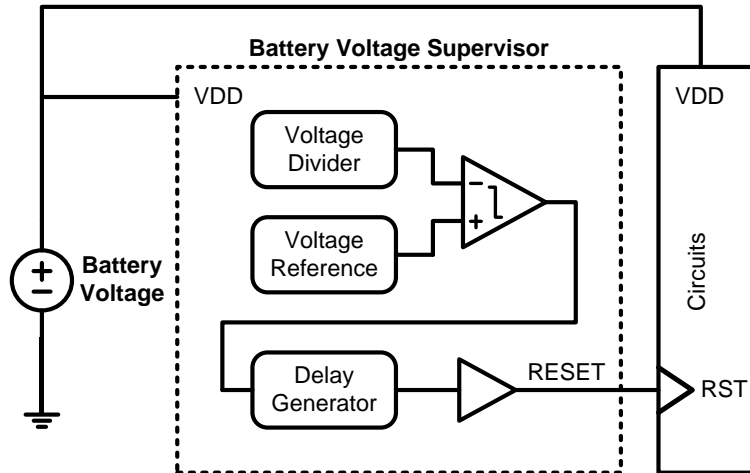 Battery Voltage Supervisor
VDD
VDD
Voltage
Divider
Voltage
Reference
Battery
Voltage
Circuits
Delay
Generator
RESET
RST